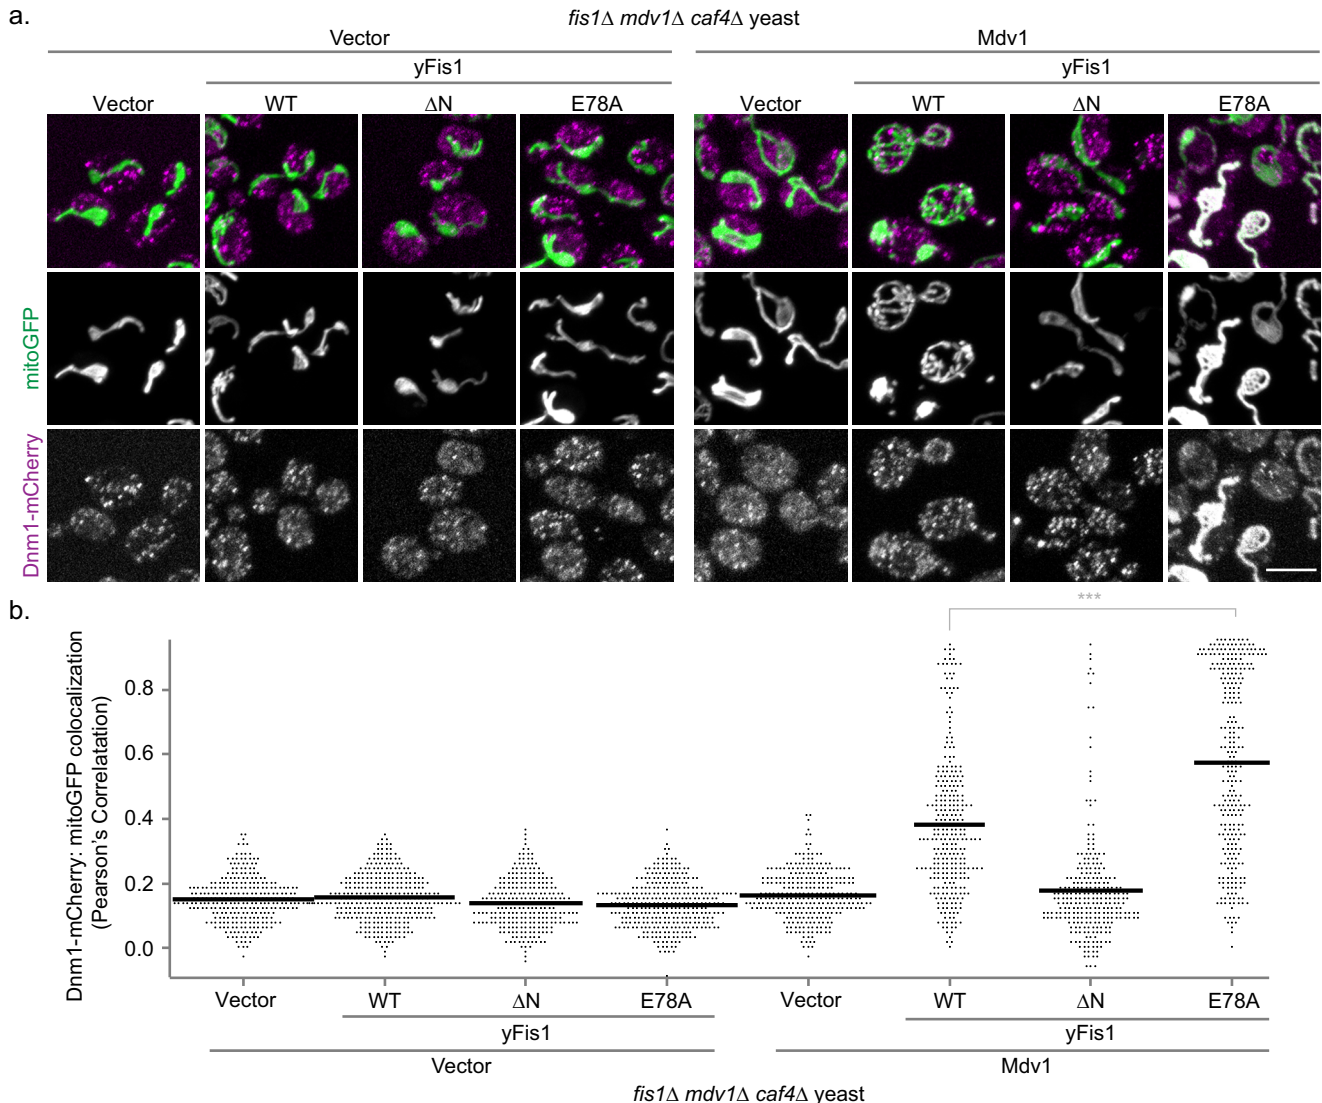 a.
fis1Δ mdv1Δ caf4Δ yeast
Vector Mdv1
yFis1 yFis1
Vector WT ΔN E78A Vector WT ΔN E78A
mitoGFP
Dnm1-mCherry
b.
***
Dnm1-mCherry: mitoGFP colocalization
(Pearson's Correlatation)
0.8
0.6
0.4
0.2
0.0
Vector WT ΔN E78A Vector WT ΔN E78A
yFis1 yFis1
Vector Mdv1
fis1Δ mdv1Δ caf4Δ yeast